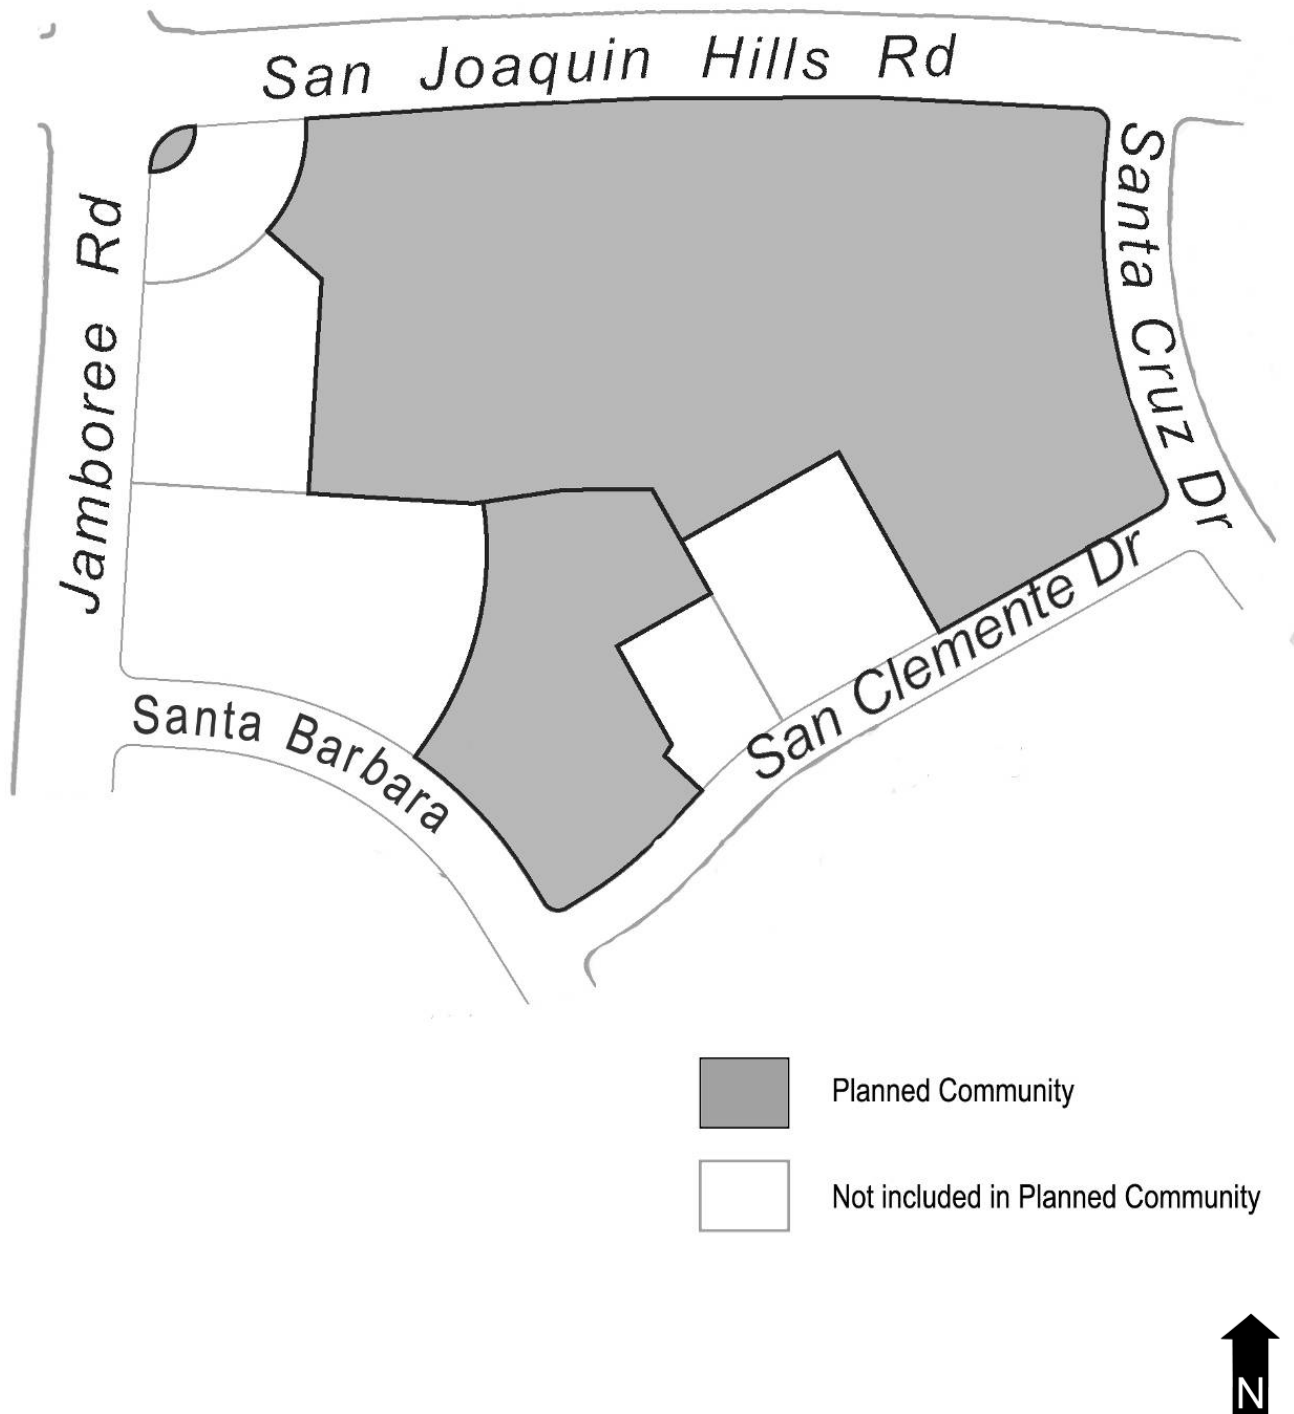 San Joaquin Hills Rd
Santa Cruz Dr
Jamboree Rd
San Clemente Dr
Santa Barbara
Planned Community
Not included in Planned Community
N